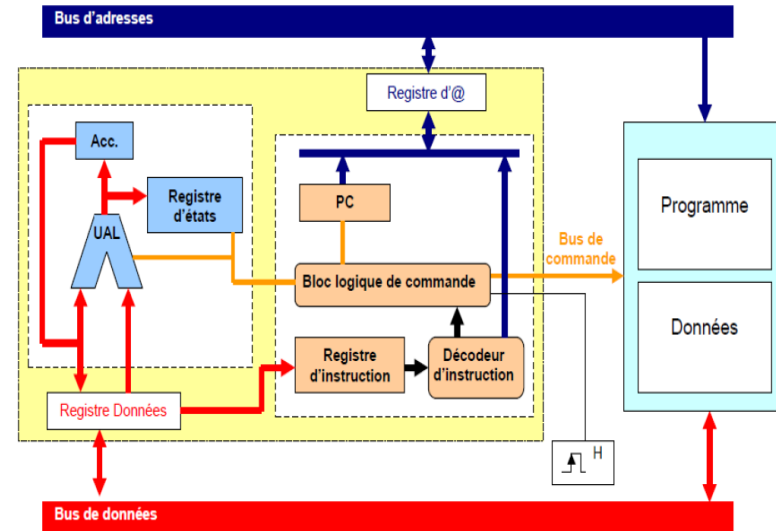 Bus d'adresses
Registre d'@
Acc.
Registre
d'états
PC
UAL
Programme
Bus de
commande
Bloc logique de commande
Données
Registre
d'instruction
Décodeur
d'instruction
Registre Données
H
Bus de données